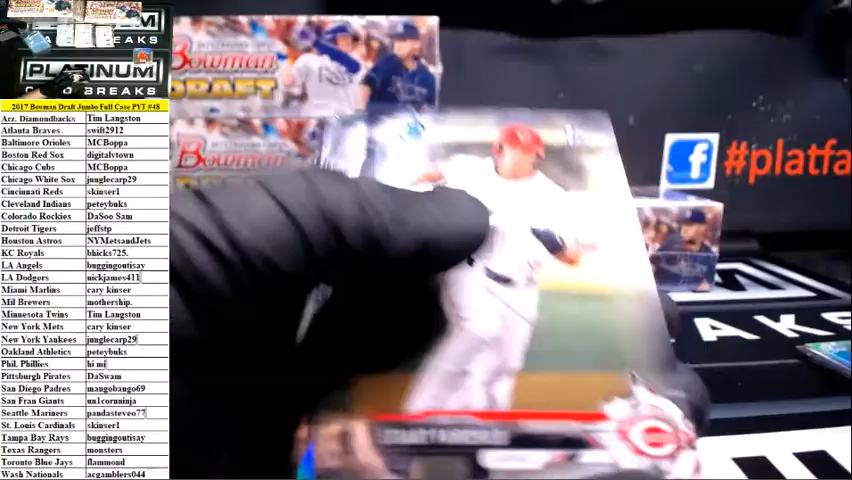 PLATINUM
BREAKS
2017 Bowman Draft Jumbo Full Case PYT #48
Arz. Diamondbacks Tim Langston
Atlanta Braves swift2912
Baltimore Orioles MCBoppa
Boston Red Sox digitaltown
Chicago Cubs MCBoppa
Chicago White Sox junglecarp29
Cincinnati Reds skinser1
Cleveland Indians peteybuks
Colorado Rockies DaSoo Sam
Detroit Tigers jeffstp
Houston Astros NYMetsandJets
KC Royals bhicks725.
LA Angels buggingoutisay
LA Dodgers nickjames411
Miami Marlins cary kinser
Mil Brewers mothership.
Minnesota Twins Tim Langston
New York Mets cary kinser
New York Yankees junglecarp29
Oakland Athletics peteybuks
Phil. Phillies hi mj
Pittsburgh Pirates DaSwam
San Diego Padres mangobango69
San Fran Giants un1cornninja
Seattle Mariners pandasteveo77
St. Louis Cardinals skinser1
Tampa Bay Rays buggingoutisay
Texas Rangers monsters
Toronto Blue Jays flammond
Wash Nationals acgamblers044
Bowman
DRAFT
Bowman
f #platfa